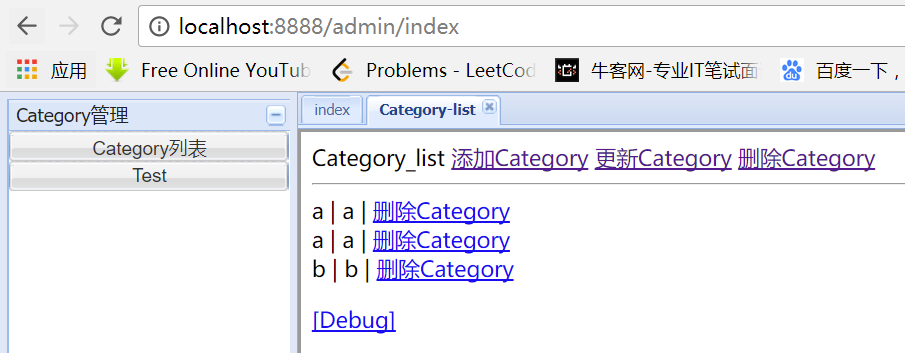 localhost:8888/admin/index
应用 Free Online YouTub Problems - LeetCod 牛客网-专业IT笔试面 百度一下，
Category管理
Category列表
Test
index Category-list
Category_list 添加Category 更新Category 删除Category
a | a | 删除Category
a | a | 删除Category
b | b | 删除Category
[Debug]